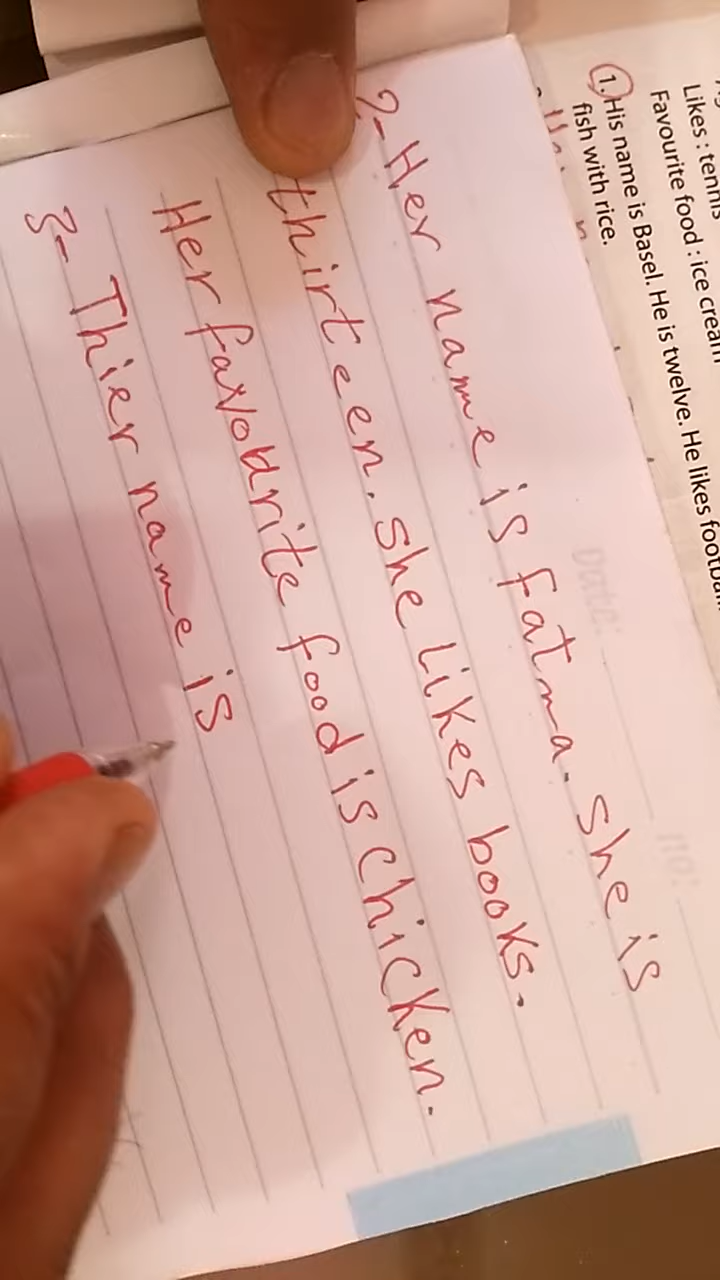 Likes : tennis
Favourite food : ice cream
1. His name is Basel. He is twelve. He likes football
fish with rice.
Date:
no:
2- Her name is fatma. she is
thirteen. she likes books.
Her favourite food is chicken.
3- Thier name is